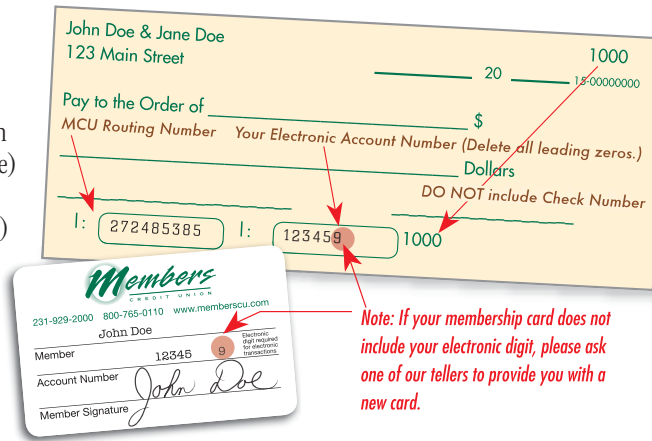 John Doe & Jane Doe
123 Main Street
1000
20
15-00000000
Pay to the Order of
$
MCU Routing Number
Your Electronic Account Number (Delete all leading zeros.)
Dollars
DO NOT include Check Number
I: 272485385 I: 123459 1000
n
e)
)
Members
CREDIT UNION
231-929-2000 800-765-0110 www.memberscu.com
John Doe
Member
12345 9
Electronic
digit required
for electronic
transactions
Account Number
John Doe
Member Signature
Note: If your membership card does not
include your electronic digit, please ask
one of our tellers to provide you with a
new card.